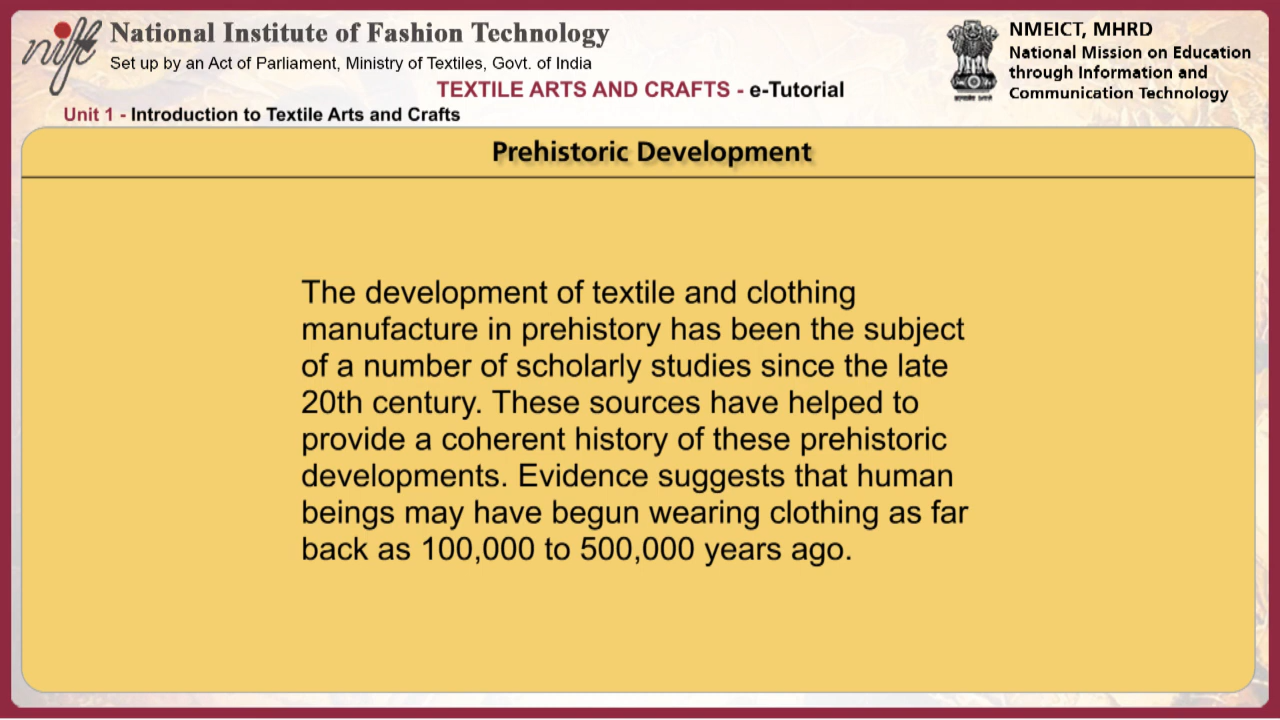 nift
National Institute of Fashion Technology
Set up by an Act of Parliament, Ministry of Textiles, Govt. of India
NMEICT, MHRD
National Mission on Education
through Information and
Communication Technology
TEXTILE ARTS AND CRAFTS - e-Tutorial
Unit 1 - Introduction to Textile Arts and Crafts
Prehistoric Development
The development of textile and clothing
manufacture in prehistory has been the subject
of a number of scholarly studies since the late
20th century. These sources have helped to
provide a coherent history of these prehistoric
developments. Evidence suggests that human
beings may have begun wearing clothing as far
back as 100,000 to 500,000 years ago.